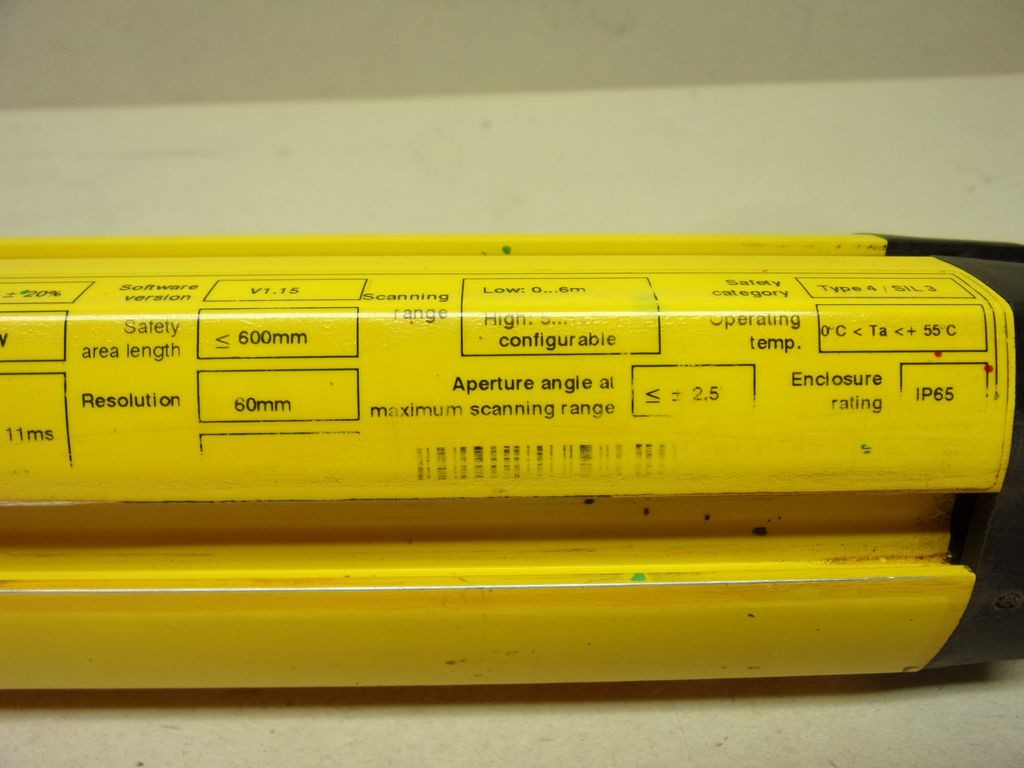 ± 20%
Software
version
V1.15
Scanning
range
Low: 0...6m
High: 5...
configurable
Safety
category
Type 4 / SIL 3
Safety
area length
≤ 600mm
Operating
temp.
0°C < Ta <+ 55°C
Resolution
60mm
Aperture angle at
maximum scanning range
≤ ± 2.5
Enclosure
rating
IP65
11ms